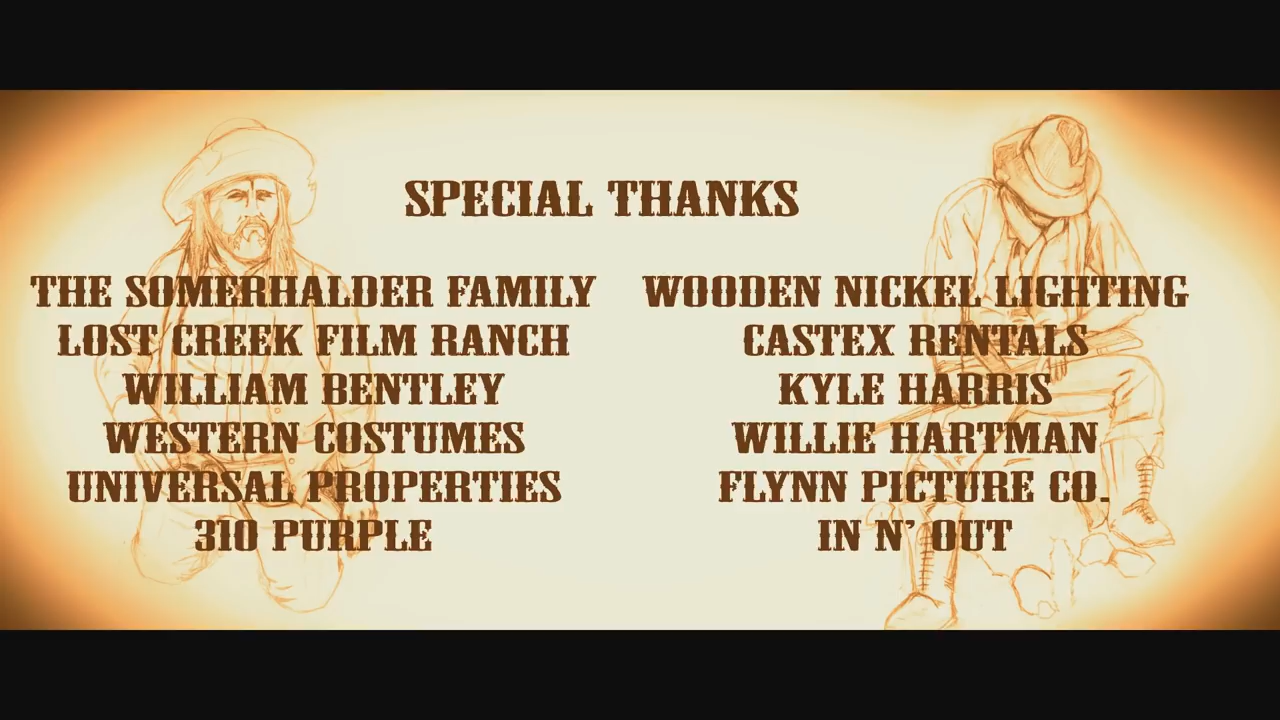 SPECIAL THANKS
THE SOMERHALDER FAMILY
LOST CREEK FILM RANCH
WILLIAM BENTLEY
WESTERN COSTUMES
UNIVERSAL PROPERTIES
310 PURPLE
WOODEN NICKEL LIGHTING
CASTEX RENTALS
KYLE HARRIS
WILLIE HARTMAN
FLYNN PICTURE CO.
IN N' OUT